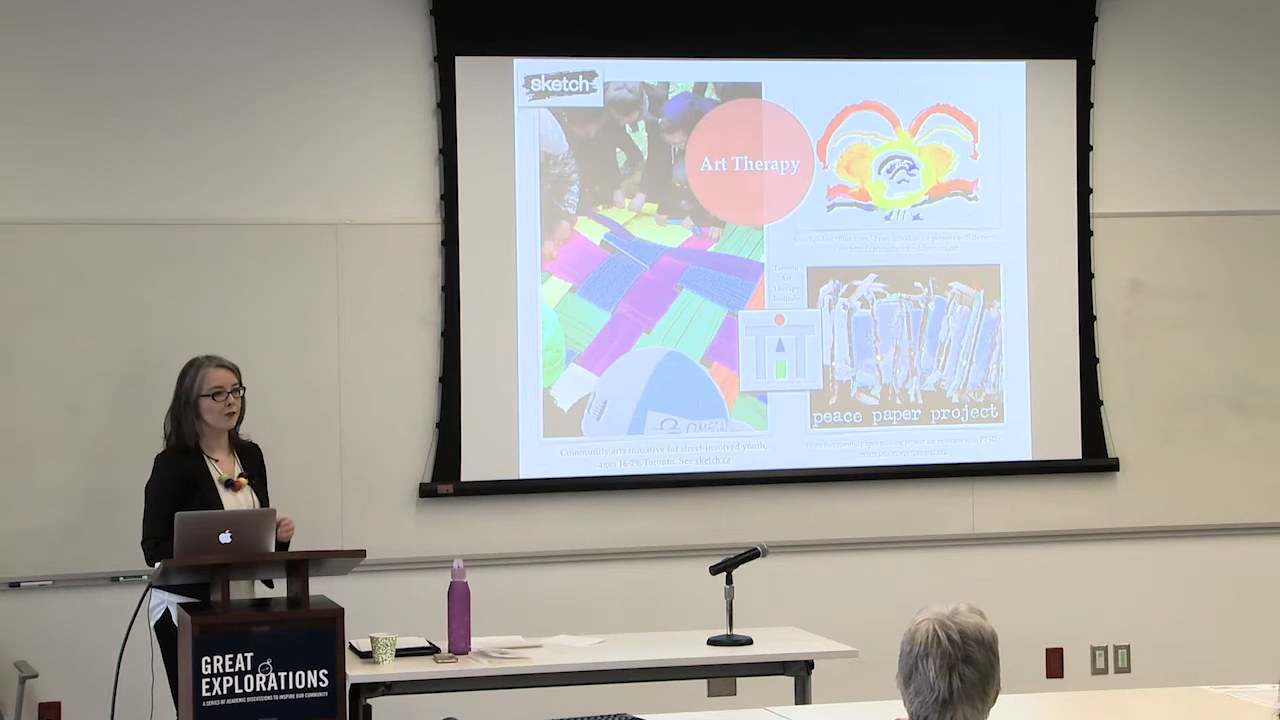 sketch
Art Therapy
Toronto
Art
Therapy
Institute
peace paper project
Community arts initiative for street-involved youth,
ages 16-29, Toronto. See sketch.ca
OMEGA
GREAT
EXPLORATIONS
A SERIES OF ACADEMIC DISCUSSIONS TO INSPIRE OUR COMMUNITY